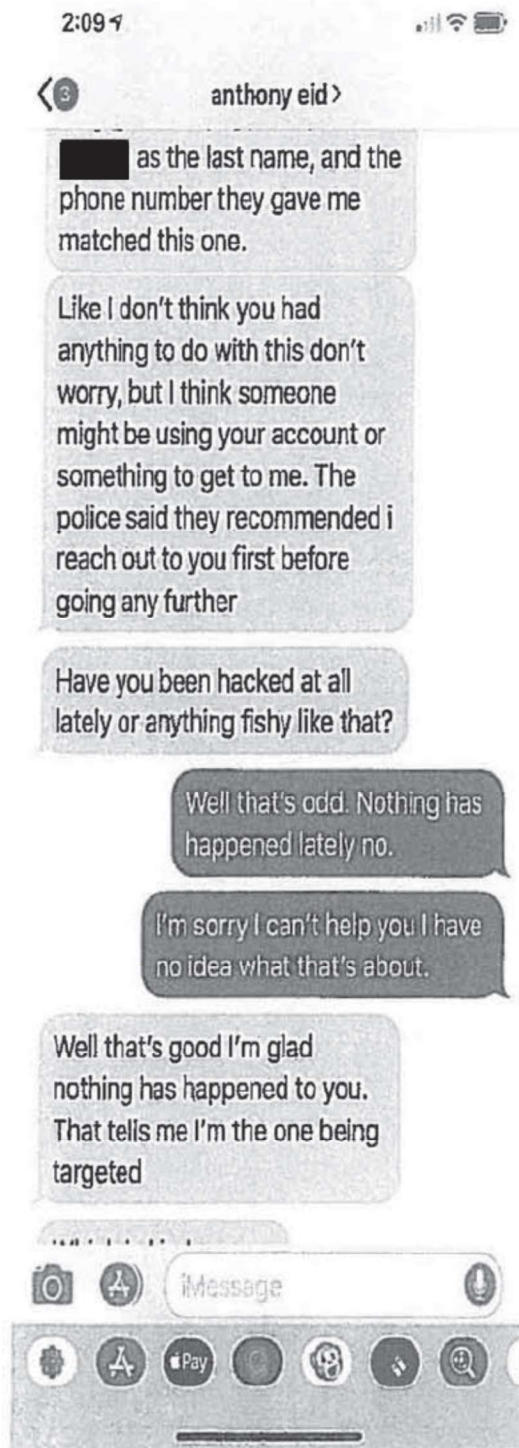 2:09
3
anthony eid >
as the last name, and the
phone number they gave me
matched this one.
Like I don't think you had
anything to do with this don't
worry, but I think someone
might be using your account or
something to get to me. The
police said they recommended i
reach out to you first before
going any further
Have you been hacked at all
lately or anything fishy like that?
Well that's odd. Nothing has
happened lately no.
I'm sorry I can't help you I have
no idea what that's about.
Well that's good I'm glad
nothing has happened to you.
That tells me I'm the one being
targeted
iMessage
Pay